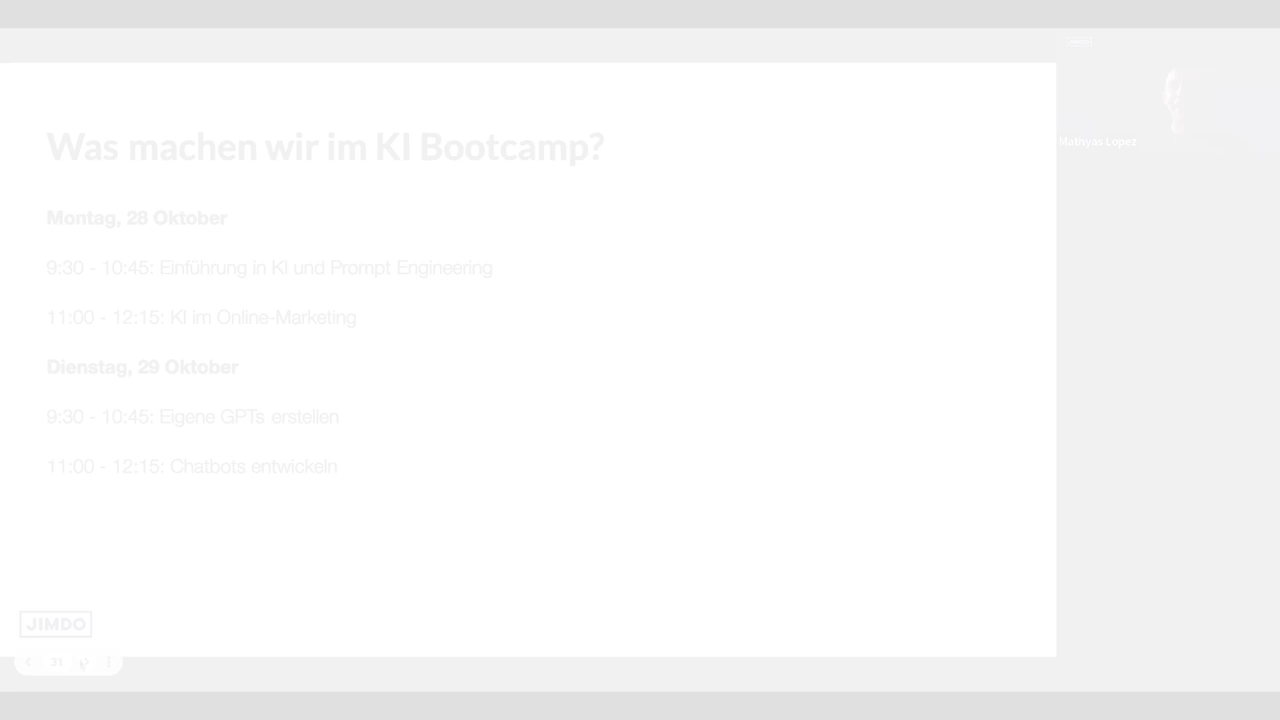 Was machen wir im KI Bootcamp?
Montag, 28 Oktober
9:30 - 10:45: Einführung in KI und Prompt Engineering
11:00 - 12:15: KI im Online-Marketing
Dienstag, 29 Oktober
9:30 - 10:45: Eigene GPTs erstellen
11:00 - 12:15: Chatbots entwickeln
JIMDO
31
Mathyas Lopez